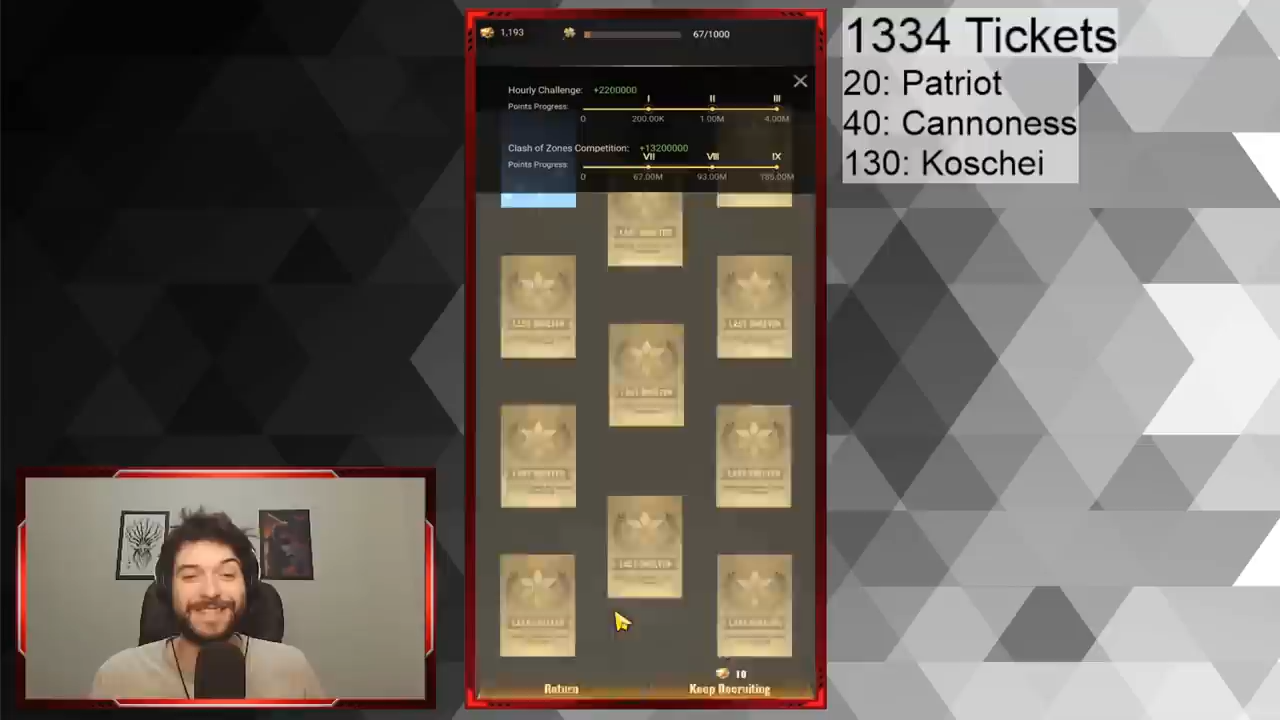 1,193
67/1000
Hourly Challenge: +2200000
Points Progress:
I II III
0 200.00K 1.00M 4.00M
Clash of Zones Competition: +13200000
Points Progress:
VII VIII IX
0 67.00M 93.00M 185.00M
10
Return Keep Recruiting
1334 Tickets
20: Patriot
40: Cannoness
130: Koschei